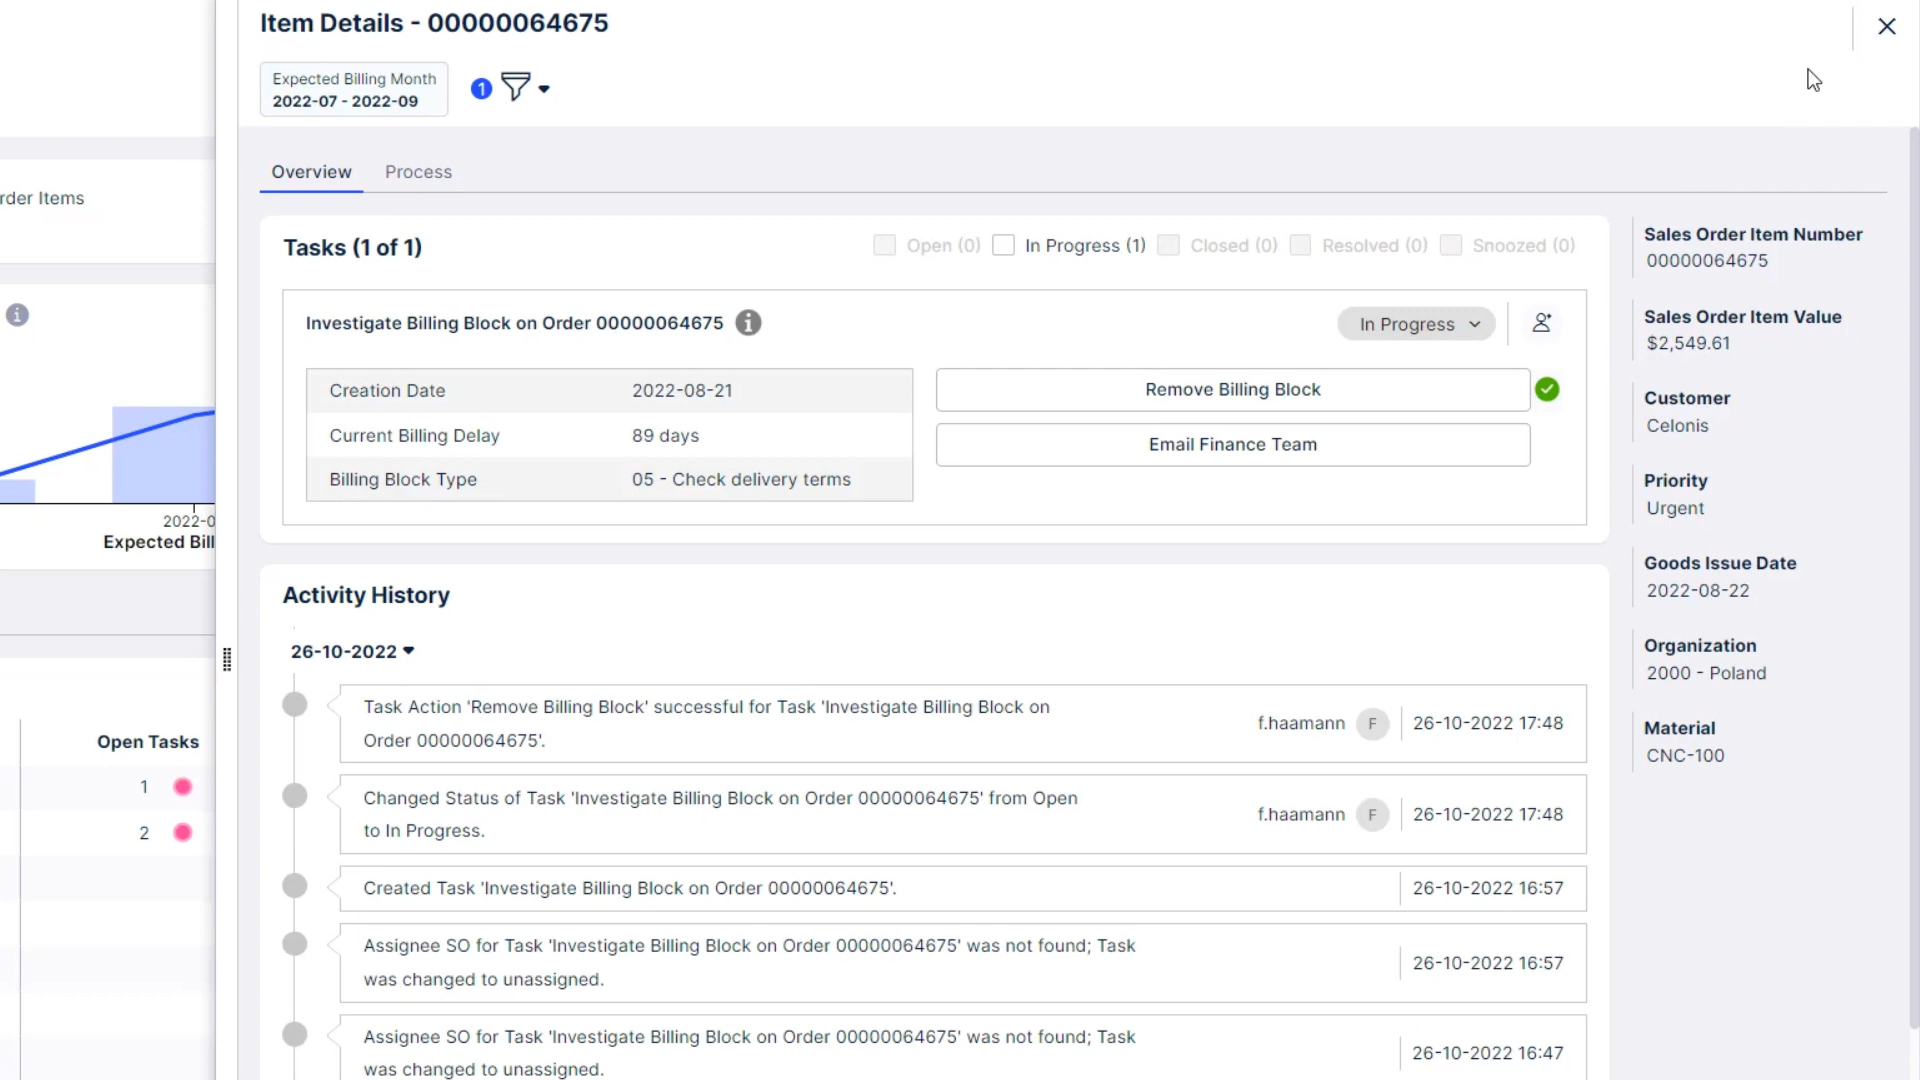 Item Details - 00000064675
Expected Billing Month
2022-07 - 2022-09
1
Overview
Process
rder Items
Tasks (1 of 1)
Open (0)
In Progress (1)
Closed (0)
Resolved (0)
Snoozed (0)
Investigate Billing Block on Order 00000064675
In Progress
Creation Date 2022-08-21
Current Billing Delay 89 days
Billing Block Type 05 - Check delivery terms
Remove Billing Block
Email Finance Team
Sales Order Item Number
00000064675
Sales Order Item Value
$2,549.61
Customer
Celonis
Priority
Urgent
Goods Issue Date
2022-08-22
Organization
2000 - Poland
Material
CNC-100
2022-0
Expected Bill
Open Tasks
1
2
Activity History
26-10-2022
Task Action 'Remove Billing Block' successful for Task 'Investigate Billing Block on
Order 00000064675'.
f.haamann F 26-10-2022 17:48
Changed Status of Task 'Investigate Billing Block on Order 00000064675' from Open
to In Progress.
f.haamann F 26-10-2022 17:48
Created Task 'Investigate Billing Block on Order 00000064675'.
26-10-2022 16:57
Assignee SO for Task 'Investigate Billing Block on Order 00000064675' was not found; Task
was changed to unassigned.
26-10-2022 16:57
Assignee SO for Task 'Investigate Billing Block on Order 00000064675' was not found; Task
was changed to unassigned.
26-10-2022 16:47